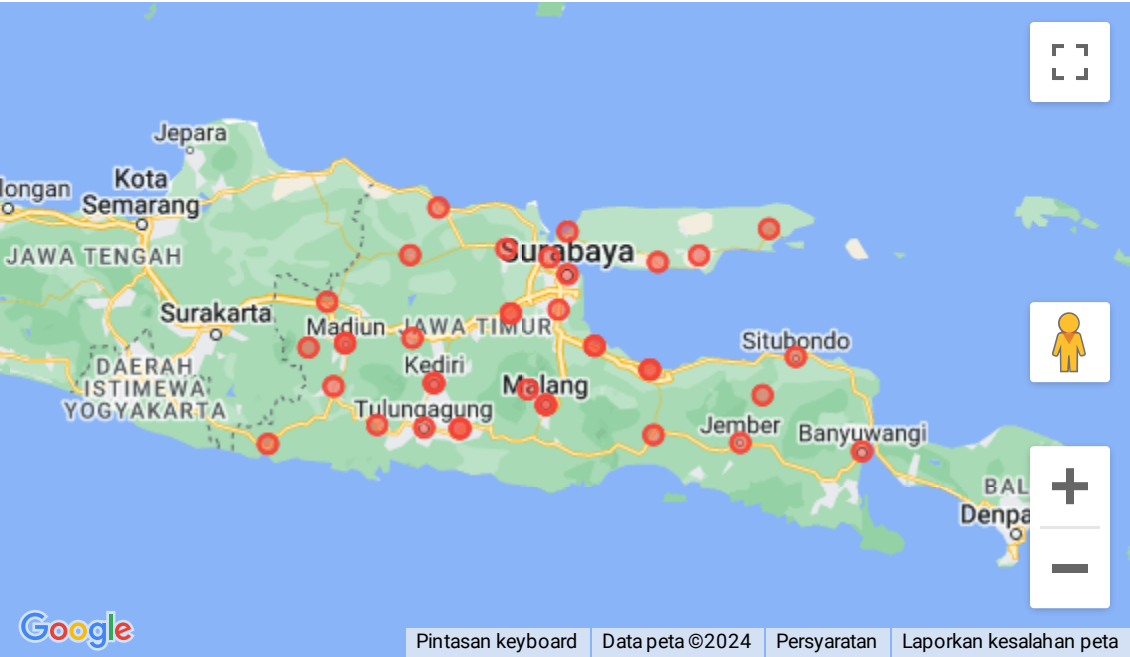 Jepara
Kota
Semarang
longan
JAWA TENGAH
Surabaya
Surakarta
Madiun
JAWA TIMUR
Situbondo
DAERAH
ISTIMEWA
YOGYAKARTA
Kediri
Malang
Tulungagung
Jember
Banyuwangi
BAL
Denpa
Google
Pintasan keyboard
Data peta ©2024
Persyaratan
Laporkan kesalahan peta